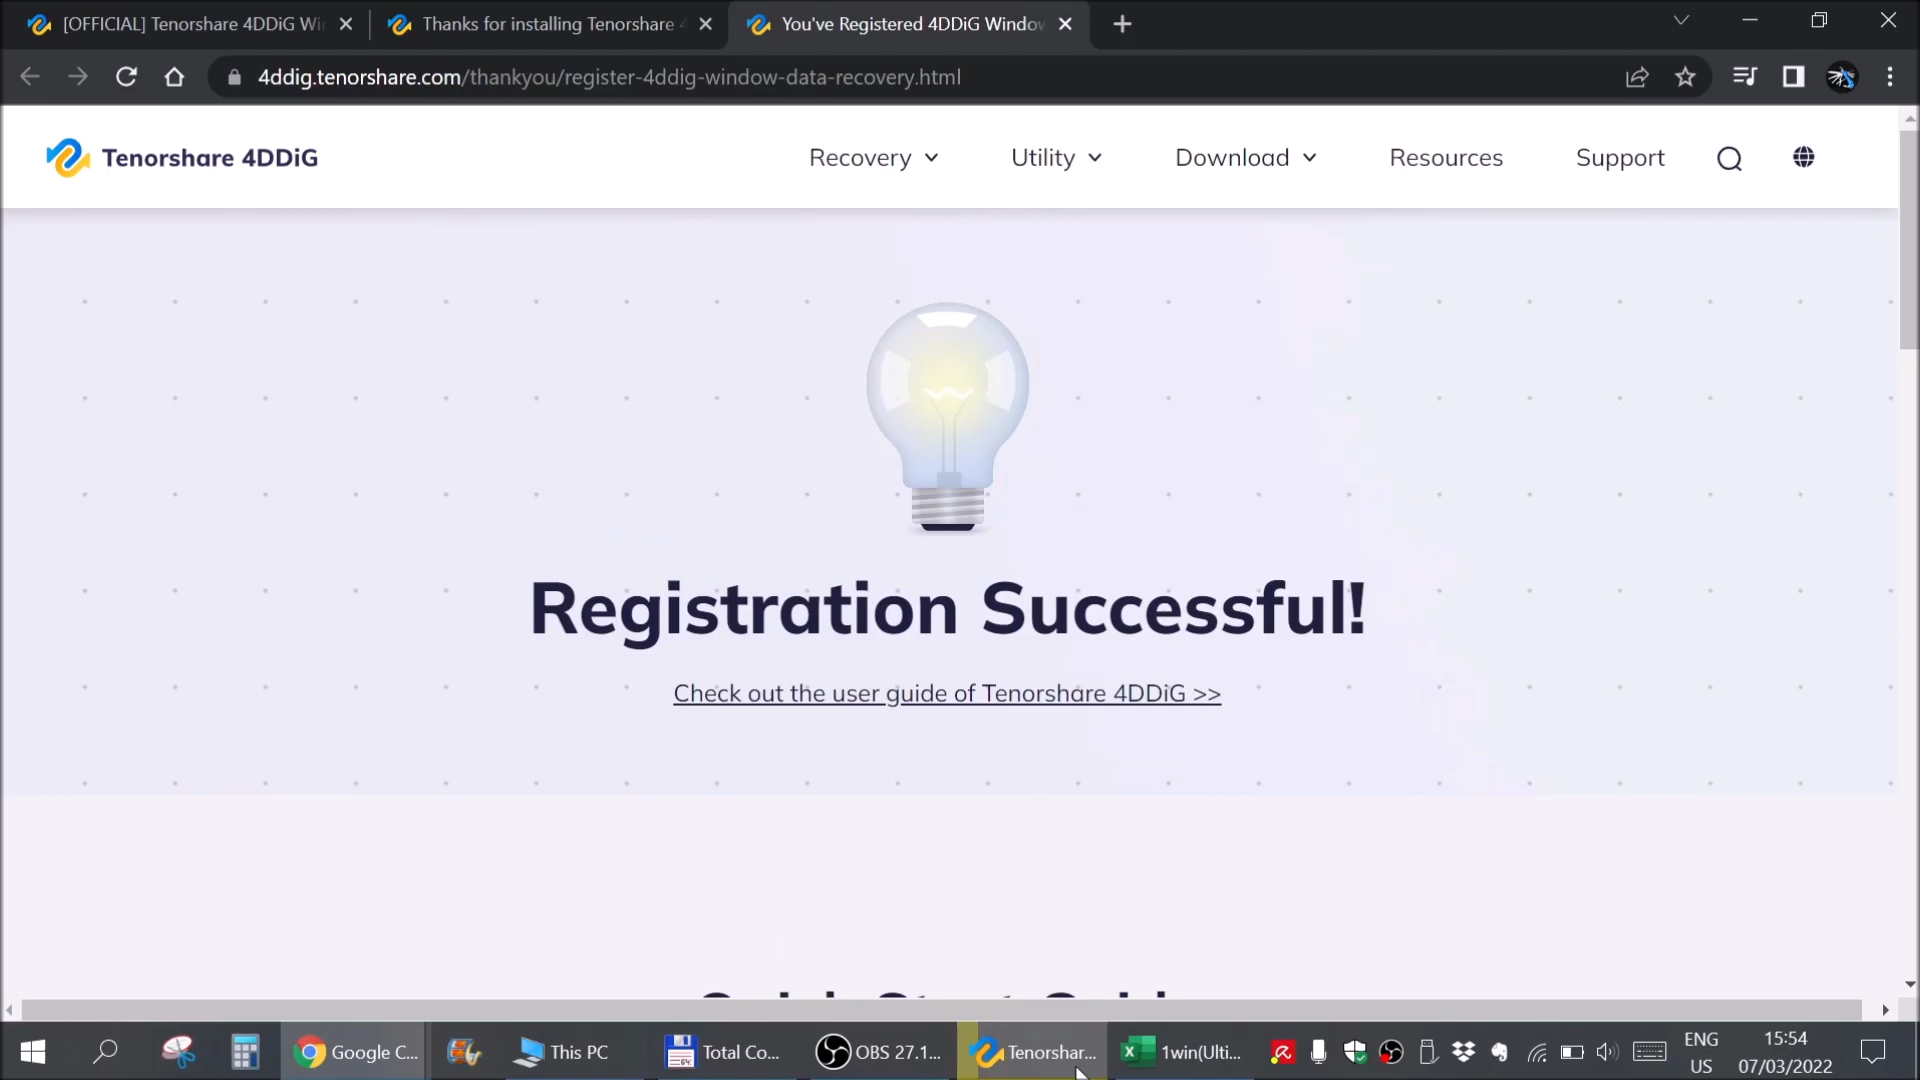 [OFFICIAL] Tenorshare 4DDiG Wi
Thanks for installing Tenorshare 4
You've Registered 4DDiG Window
4ddig.tenorshare.com/thankyou/register-4ddig-window-data-recovery.html
Tenorshare 4DDiG
Recovery
Utility
Download
Resources
Support
Registration Successful!
Check out the user guide of Tenorshare 4DDiG >>
Google C...
This PC
Total Co...
OBS 27.1...
Tenorshar...
1win(Ulti...
ENG
US
15:54
07/03/2022